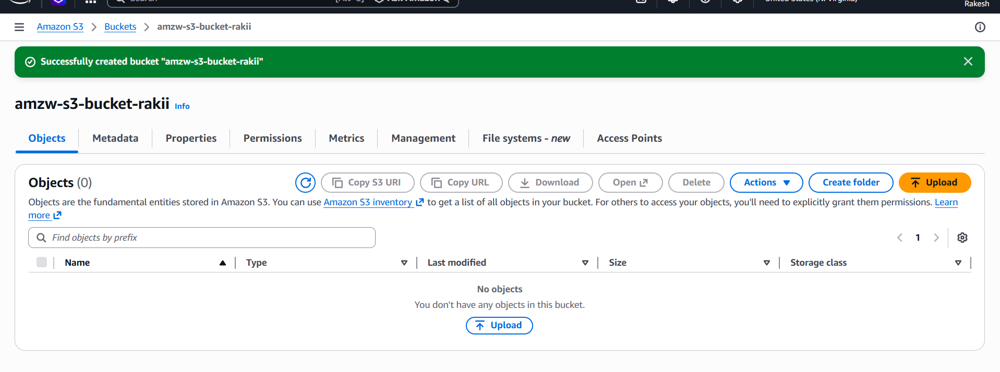 Rakesh
Amazon S3 > Buckets > amzw-s3-bucket-rakii
Successfully created bucket "amzw-s3-bucket-rakii"
amzw-s3-bucket-rakii Info
Objects Metadata Properties Permissions Metrics Management File systems - new Access Points
Objects (0) Copy S3 URI Copy URL Download Open Delete Actions Create folder Upload
Objects are the fundamental entities stored in Amazon S3. You can use Amazon S3 inventory to get a list of all objects in your bucket. For others to access your objects, you'll need to explicitly grant them permissions. Learn
more
Find objects by prefix 1
Name Type Last modified Size Storage class
No objects
You don't have any objects in this bucket.
Upload